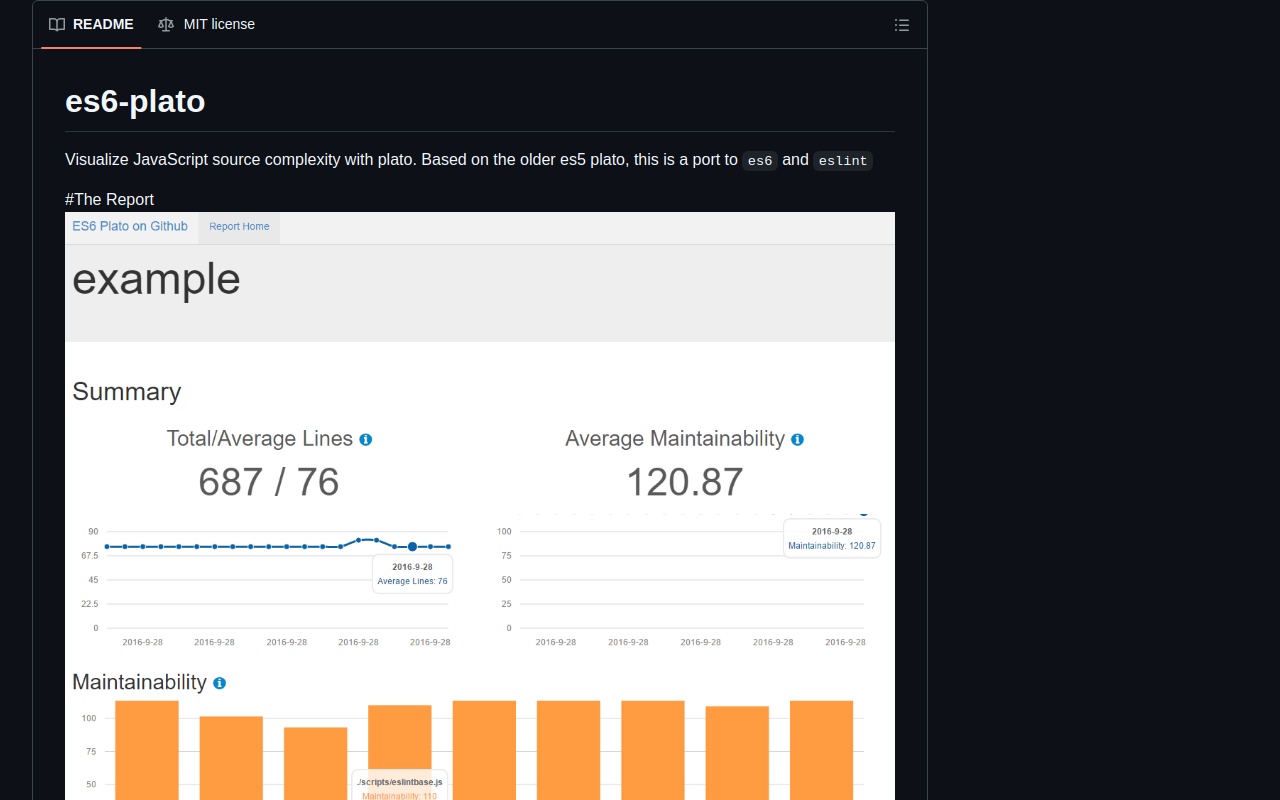 README
MIT license
es6-plato
Visualize JavaScript source complexity with plato. Based on the older es5 plato, this is a port to es6 and eslint
#The Report
ES6 Plato on Github
Report Home
example
Summary
Total/Average Lines
Average Maintainability
687 / 76
120.87
90
67.5
45
22.5
0
2016-9-28
Average Lines: 76
2016-9-28 2016-9-28 2016-9-28 2016-9-28 2016-9-28
100
75
50
25
0
2016-9-28
Maintainability: 120.87
2016-9-28 2016-9-28 2016-9-28 2016-9-28 2016-9-28
Maintainability
100
75
50
./scripts/eslintbase.js
Maintainability: 110